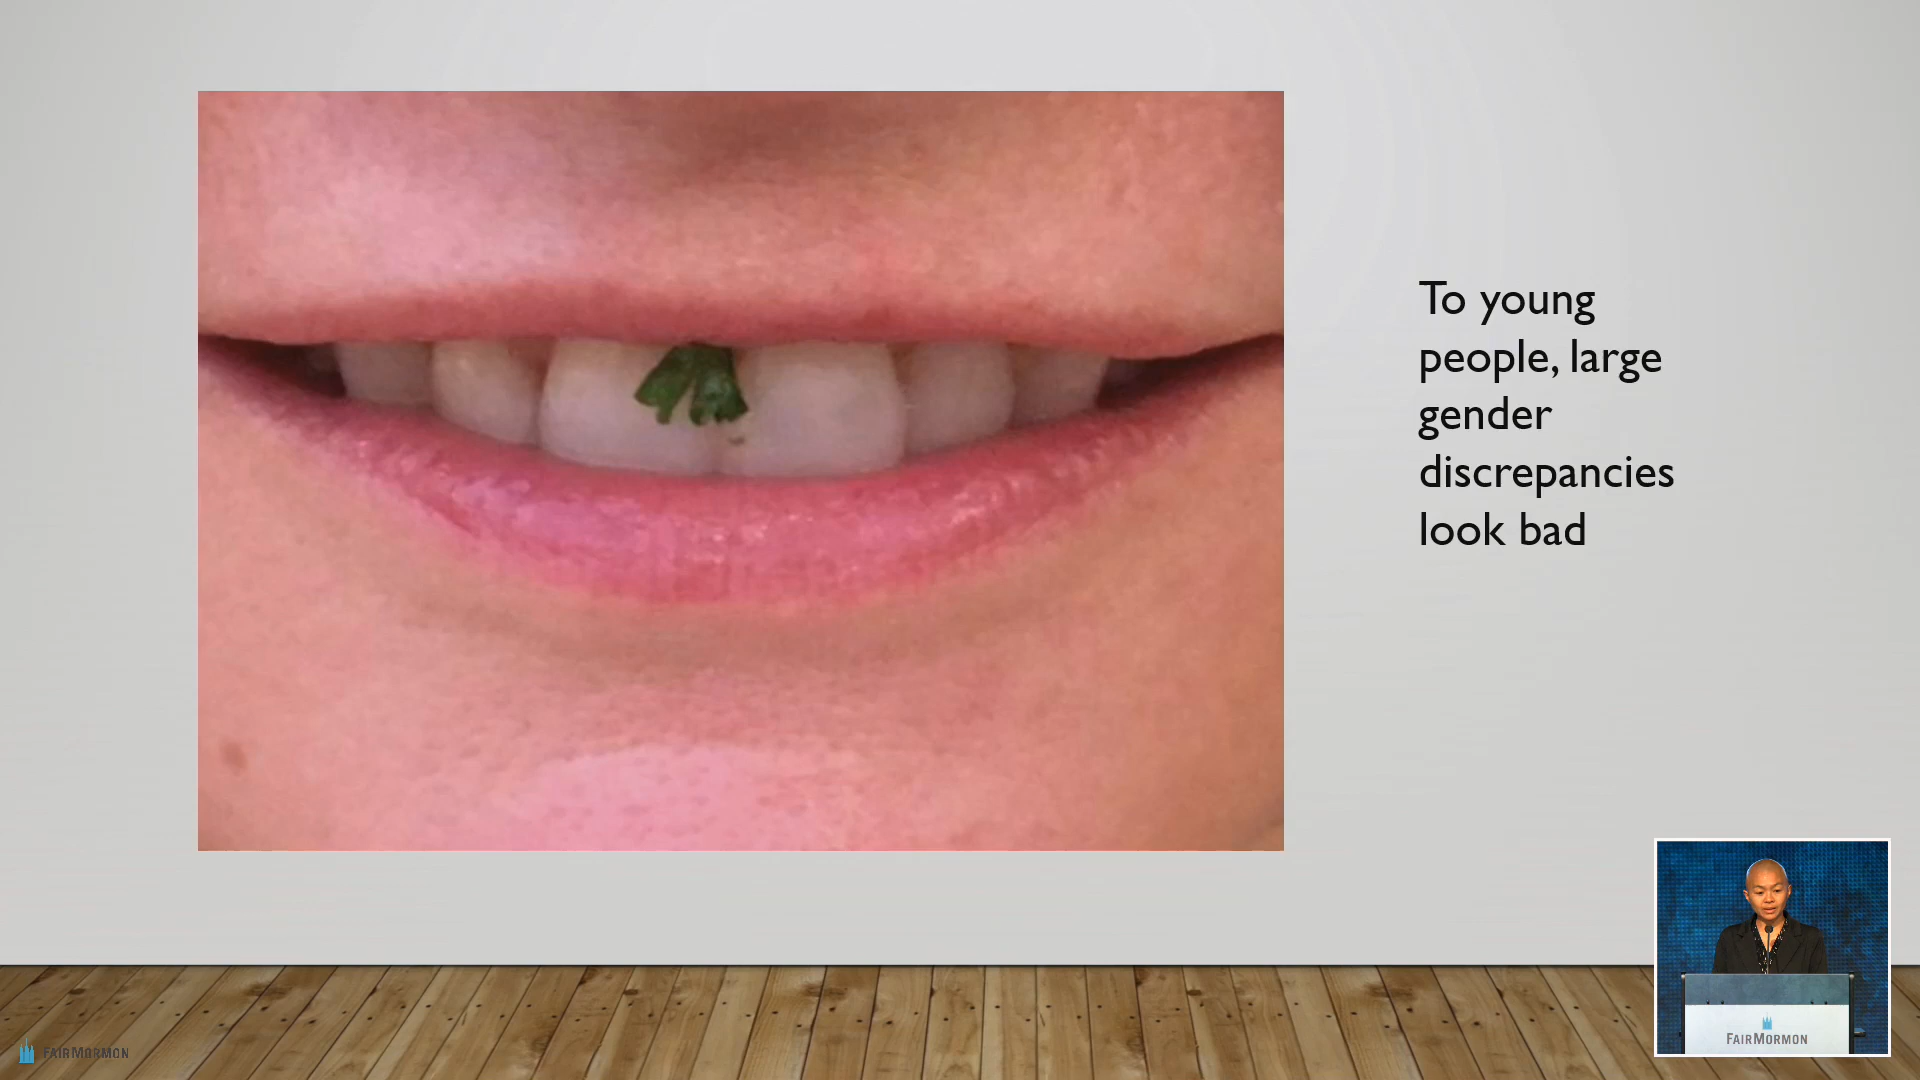 To young
people, large
gender
discrepancies
look bad
FAIRMORMON
FAIRMORMON